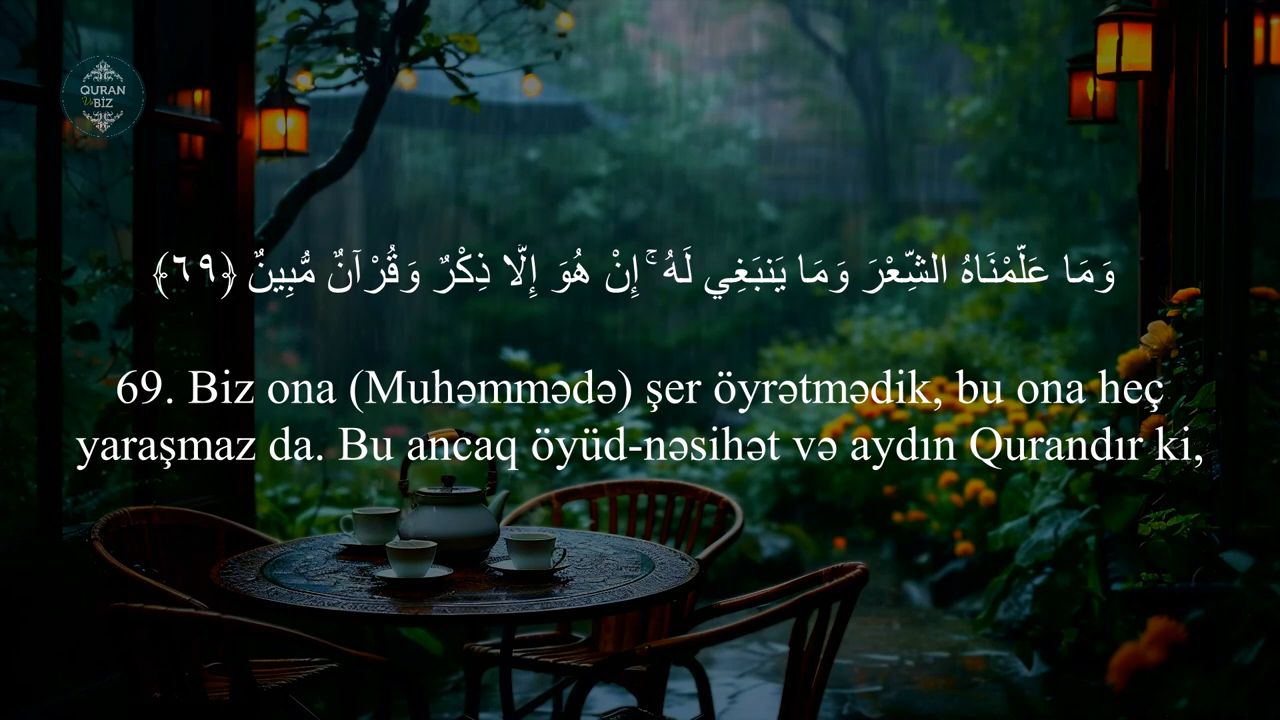 QURAN
Və
BİZ
وَمَا عَلَّمْنَاهُ الشِّعْرَ وَمَا يَنبَغِي لَهُ ۚ إِنْ هُوَ إِلَّا ذِكْرٌ وَقُرْآنٌ مُّبِينٌ ﴿٦٩﴾
69. Biz ona (Muhəmmədə) şer öyrətmədik, bu ona heç
yaraşmaz da. Bu ancaq öyüd-nəsihət və aydın Qurandır ki,